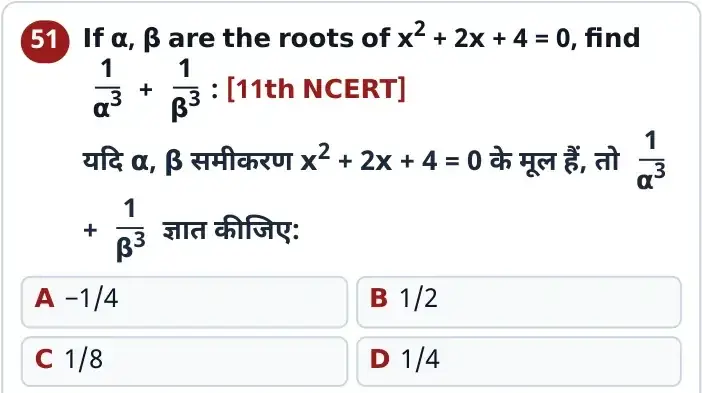 51 If α, β are the roots of x² + 2x + 4 = 0, find
1/α³ + 1/β³ : [11th NCERT]
यदि α, β समीकरण x² + 2x + 4 = 0 के मूल हैं, तो 1/α³
+ 1/β³ ज्ञात कीजिए:
A −1/4
B 1/2
C 1/8
D 1/4